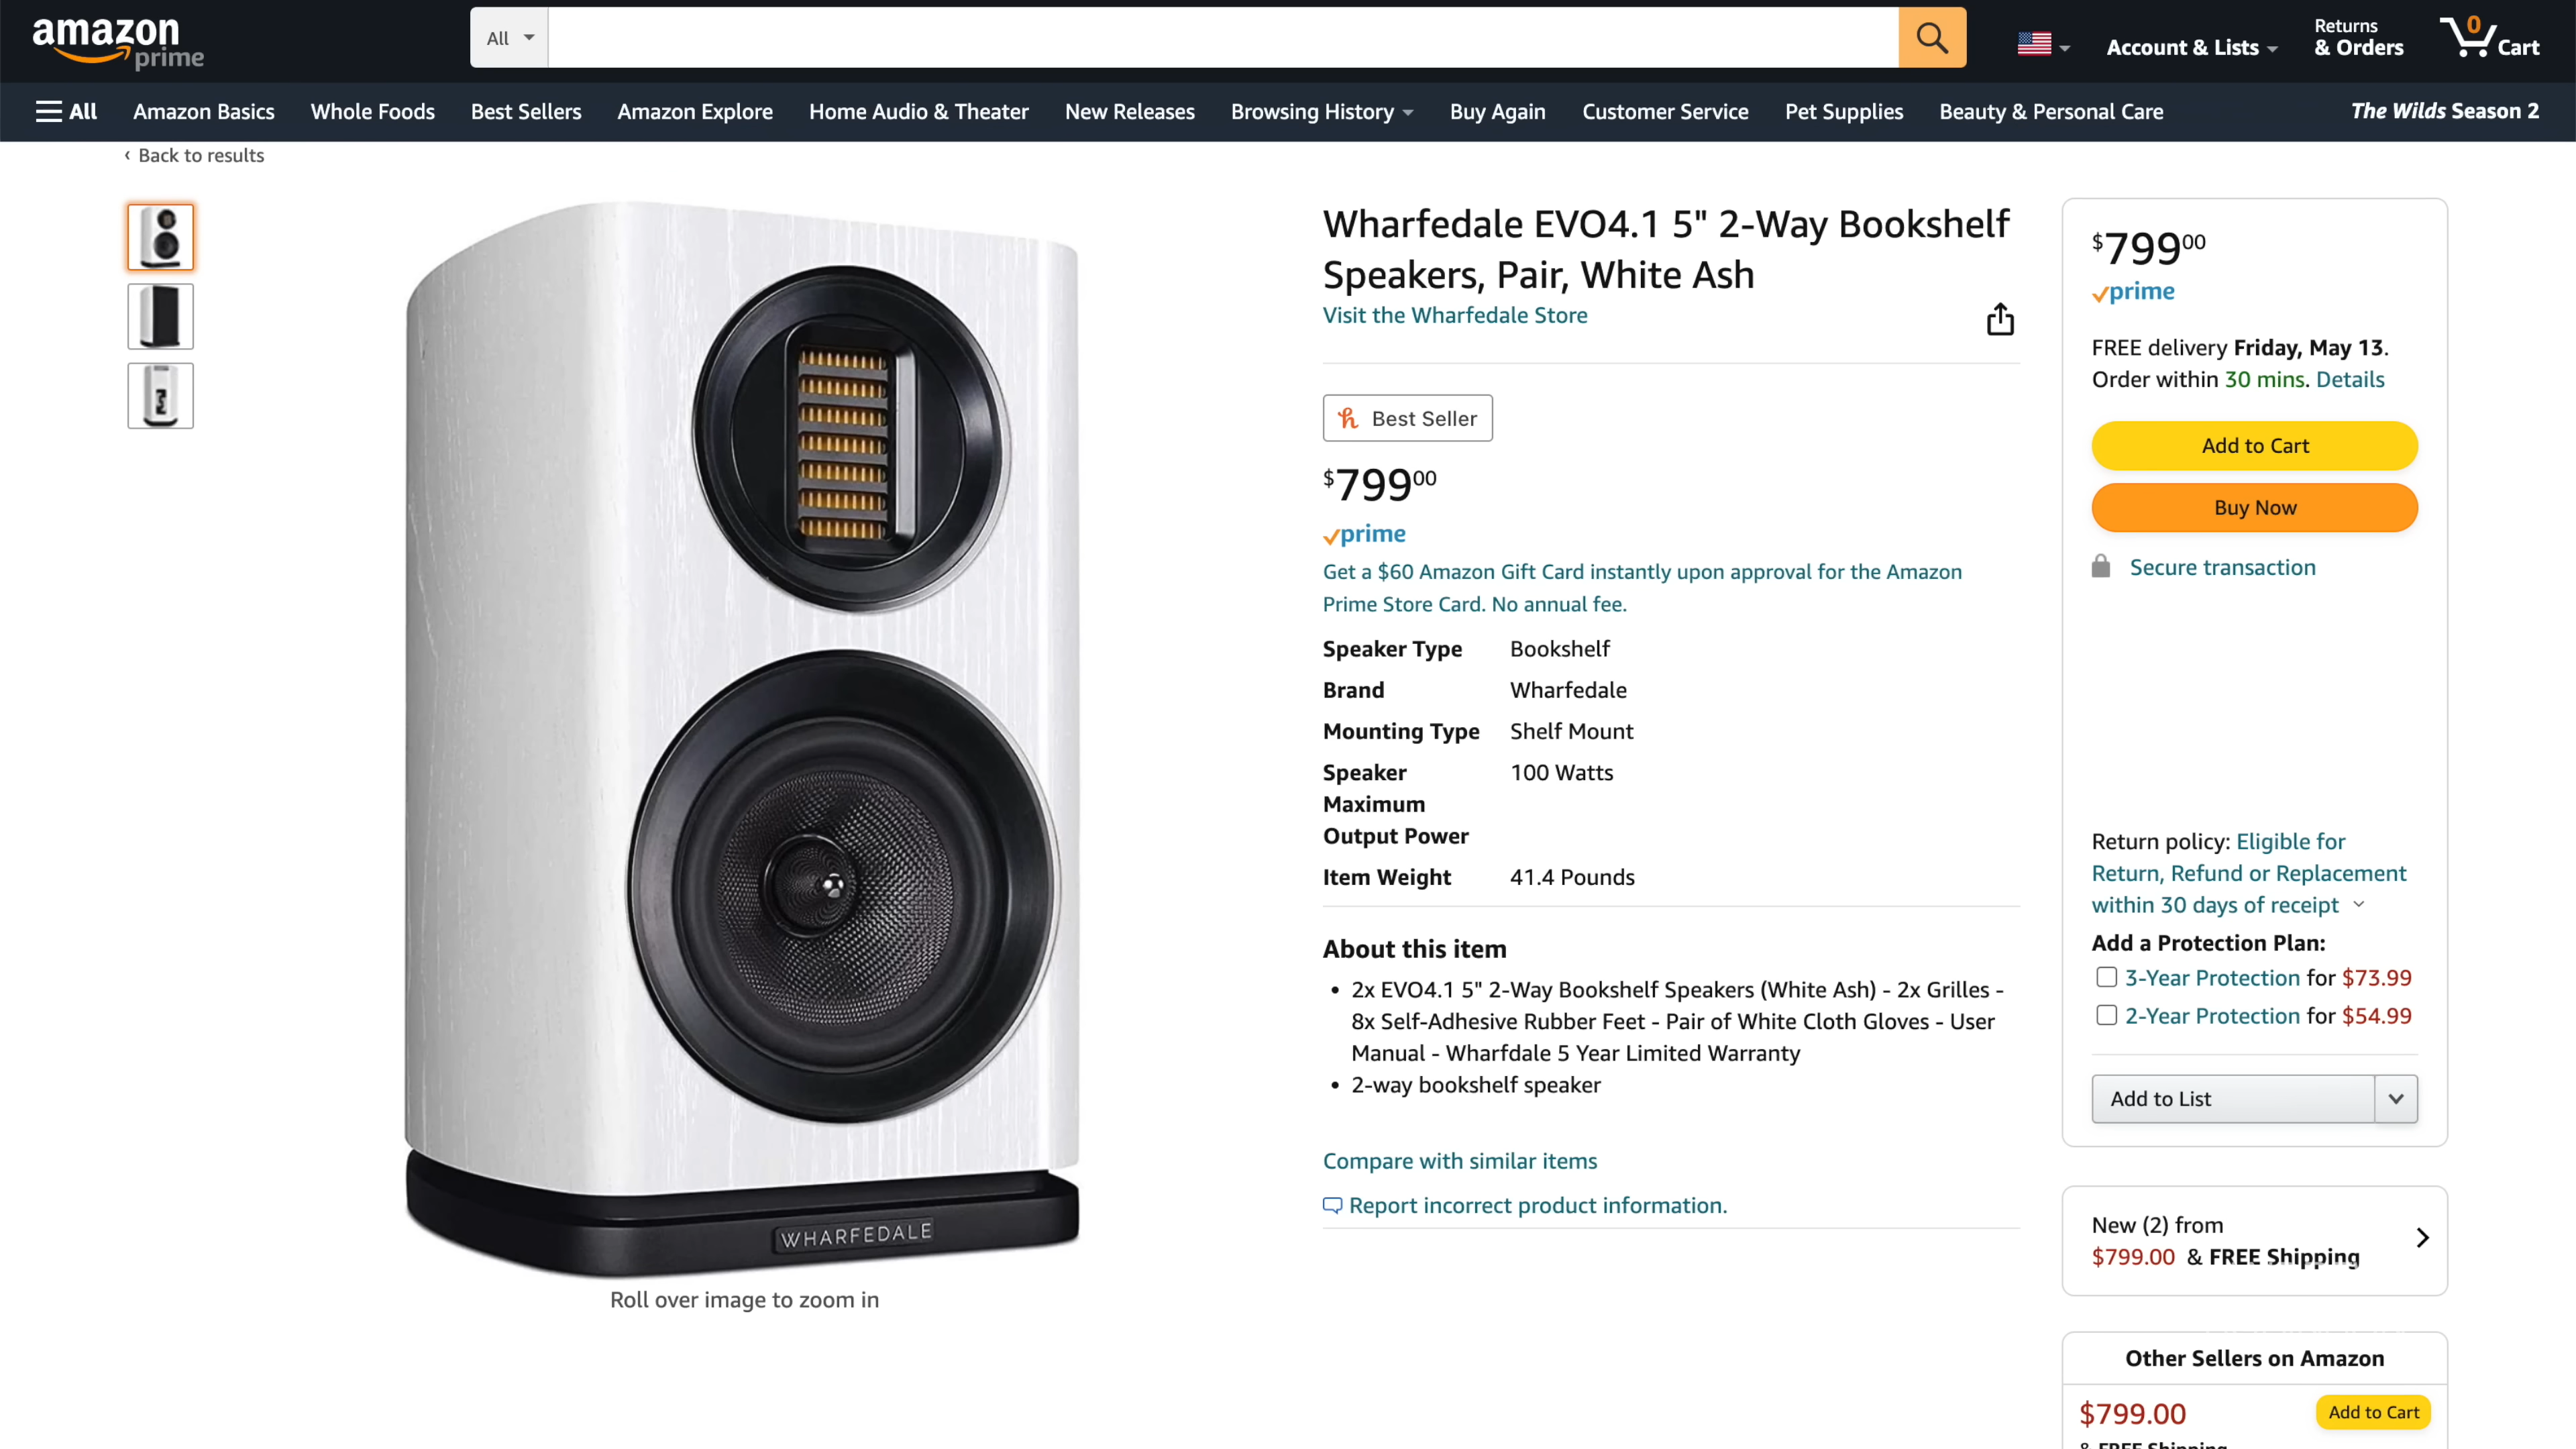 amazon
prime
All
Returns
& Orders
Account & Lists
0
Cart
All
Amazon Basics
Whole Foods
Best Sellers
Amazon Explore
Home Audio & Theater
New Releases
Browsing History
Buy Again
Customer Service
Pet Supplies
Beauty & Personal Care
The Wilds Season 2
‹ Back to results
WHARFEDALE
Roll over image to zoom in
Wharfedale EVO4.1 5" 2-Way Bookshelf
Speakers, Pair, White Ash
Visit the Wharfedale Store
Best Seller
$79900
prime
Get a $60 Amazon Gift Card instantly upon approval for the Amazon
Prime Store Card. No annual fee.
Speaker Type Bookshelf
Brand Wharfedale
Mounting Type Shelf Mount
Speaker 100 Watts
Maximum
Output Power
Item Weight 41.4 Pounds
About this item
• 2x EVO4.1 5" 2-Way Bookshelf Speakers (White Ash) - 2x Grilles -
8x Self-Adhesive Rubber Feet - Pair of White Cloth Gloves - User
Manual - Wharfdale 5 Year Limited Warranty
• 2-way bookshelf speaker
Compare with similar items
Report incorrect product information.
$79900
prime
FREE delivery Friday, May 13.
Order within 30 mins. Details
Add to Cart
Buy Now
Secure transaction
Return policy: Eligible for
Return, Refund or Replacement
within 30 days of receipt
Add a Protection Plan:
3-Year Protection for $73.99
2-Year Protection for $54.99
Add to List
New (2) from
$799.00 & FREE Shipping
Other Sellers on Amazon
$799.00
Add to Cart
& FREE Shipping